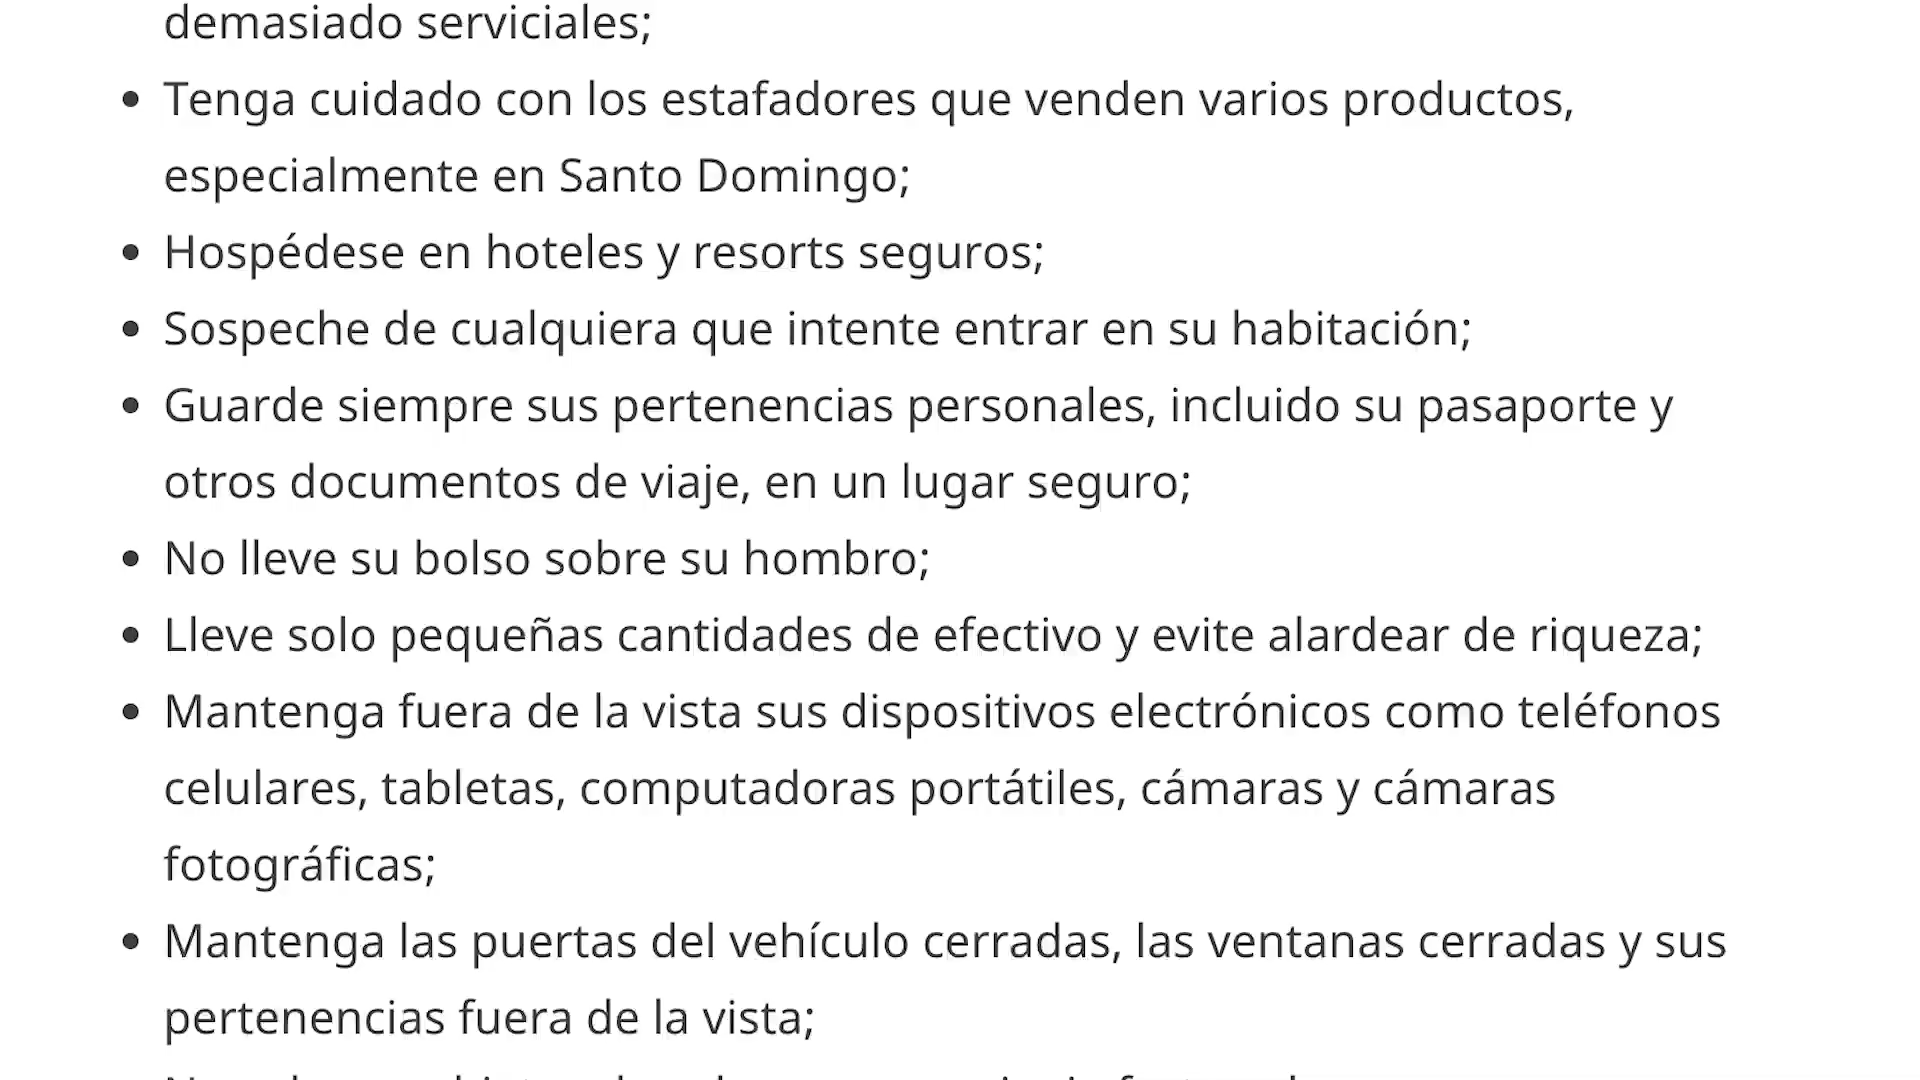 demasiado serviciales;
• Tenga cuidado con los estafadores que venden varios productos,
especialmente en Santo Domingo;
• Hospédese en hoteles y resorts seguros;
• Sospeche de cualquiera que intente entrar en su habitación;
• Guarde siempre sus pertenencias personales, incluido su pasaporte y
otros documentos de viaje, en un lugar seguro;
• No lleve su bolso sobre su hombro;
• Lleve solo pequeñas cantidades de efectivo y evite alardear de riqueza;
• Mantenga fuera de la vista sus dispositivos electrónicos como teléfonos
celulares, tabletas, computadoras portátiles, cámaras y cámaras
fotográficas;
• Mantenga las puertas del vehículo cerradas, las ventanas cerradas y sus
pertenencias fuera de la vista;